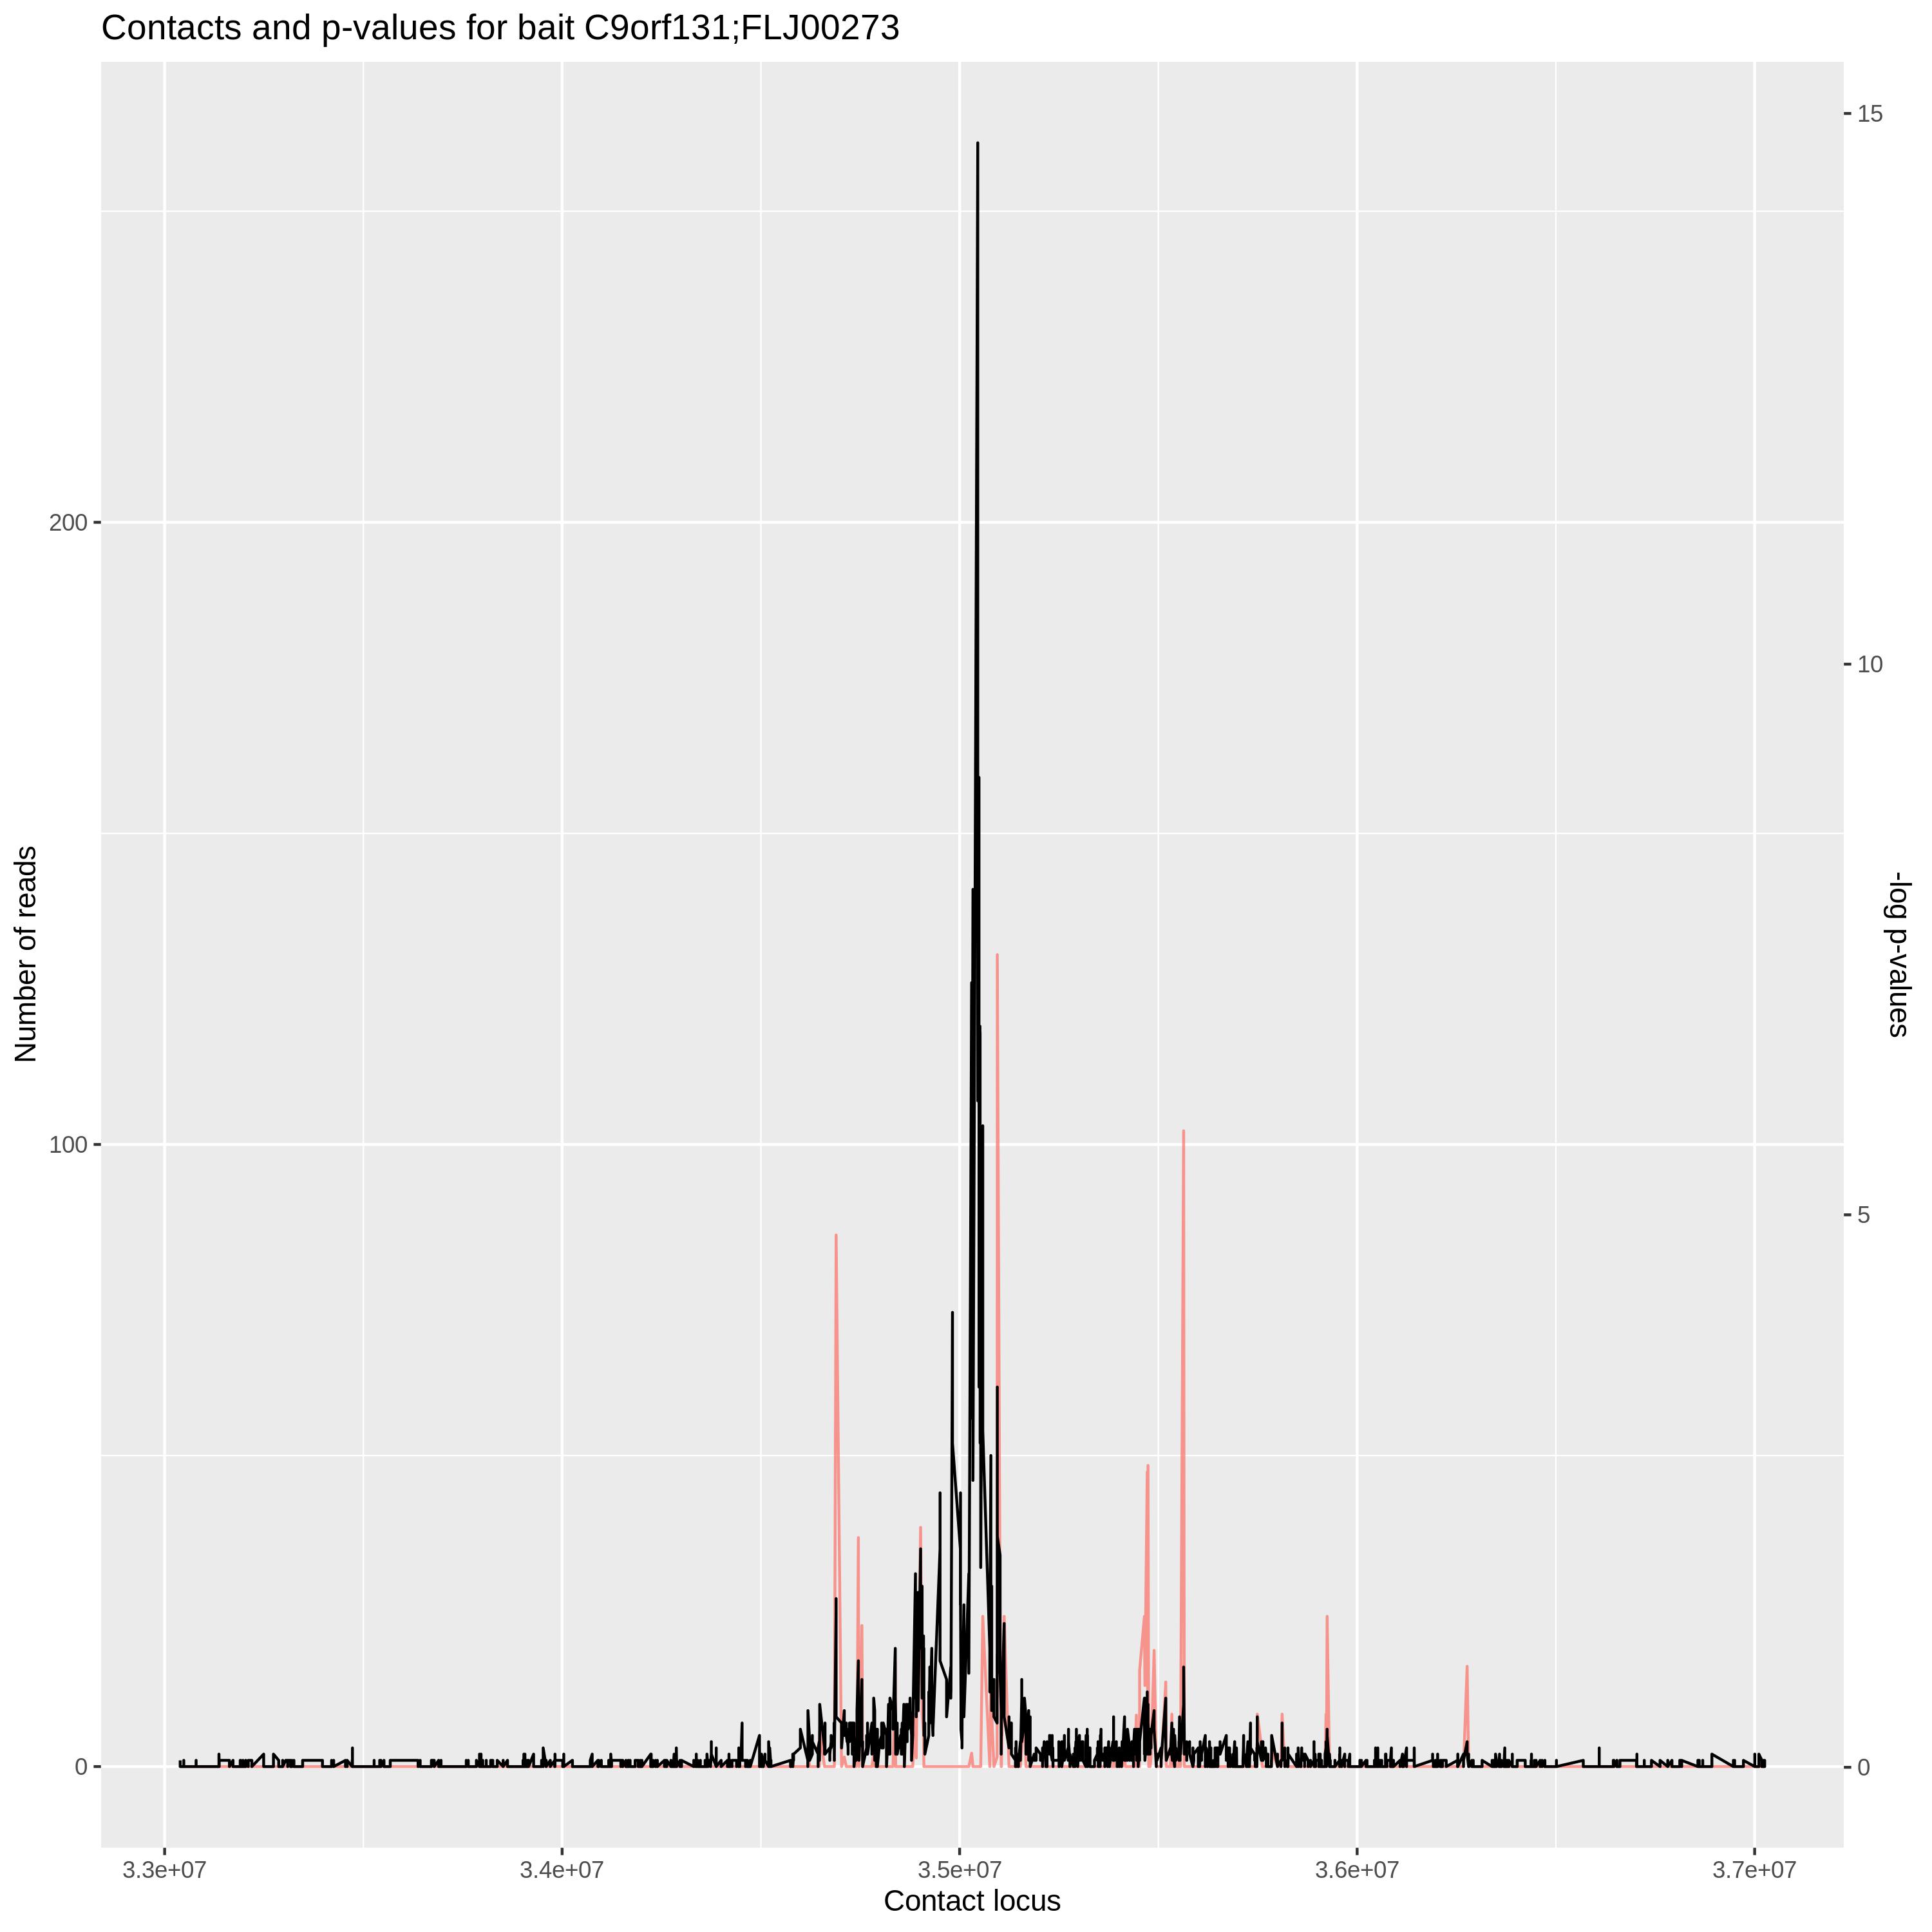 Contacts and p-values for bait C9orf131;FLJ00273
15
200
10
Number of reads
-log p-values
100
5
0
0
3.3e+07
3.4e+07
3.5e+07
3.6e+07
3.7e+07
Contact locus